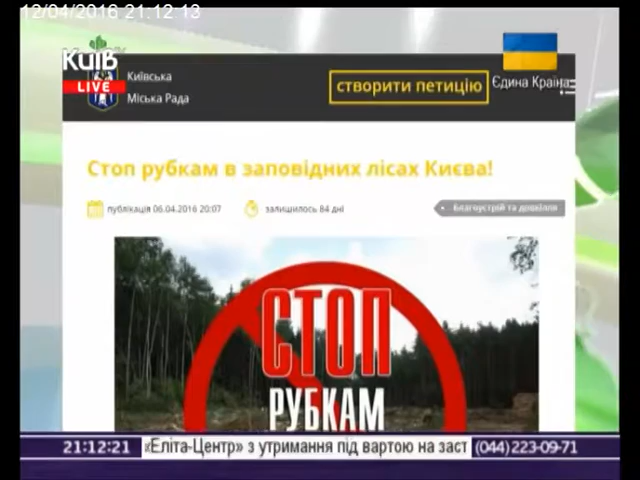 12/04/2016 21:12:13
Київ
LIVE
Київська
Міська Рада
створити петицію
Єдина Країна
Стоп рубкам в заповідних лісах Києва!
публікація 06.04.2016 20:07
залишилось 84 дні
Благоустрій та довкілля
СТОП
РУБКАМ
21:12:21
«Еліта-Центр» з утримання під вартою на заст
(044) 223-09-71